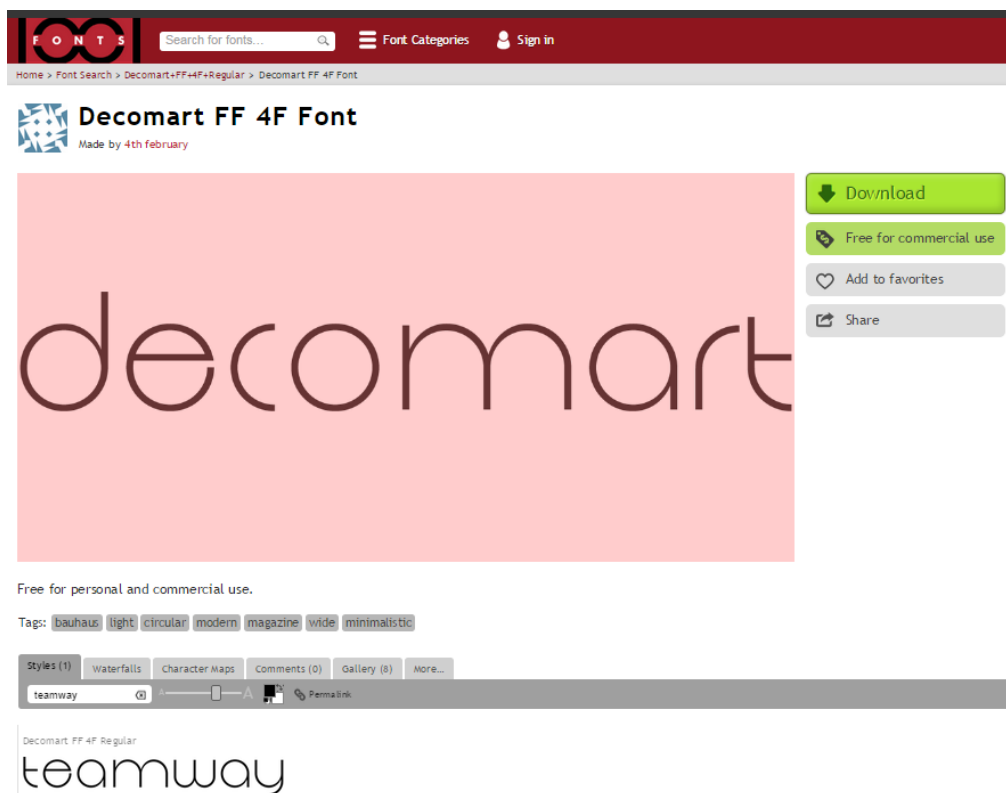 FONTS
Search for fonts...
Font Categories
Sign in
Home > Font Search > Decomart+FF+4F+Regular > Decomart FF 4F Font
Decomart FF 4F Font
Made by 4th february
decomart
Download
Free for commercial use
Add to favorites
Share
Free for personal and commercial use.
Tags: bauhaus light circular modern magazine wide minimalistic
Styles (1) Waterfalls Character Maps Comments (0) Gallery (8) More...
teamway A A Permalink
Decomart FF 4F Regular
teamway